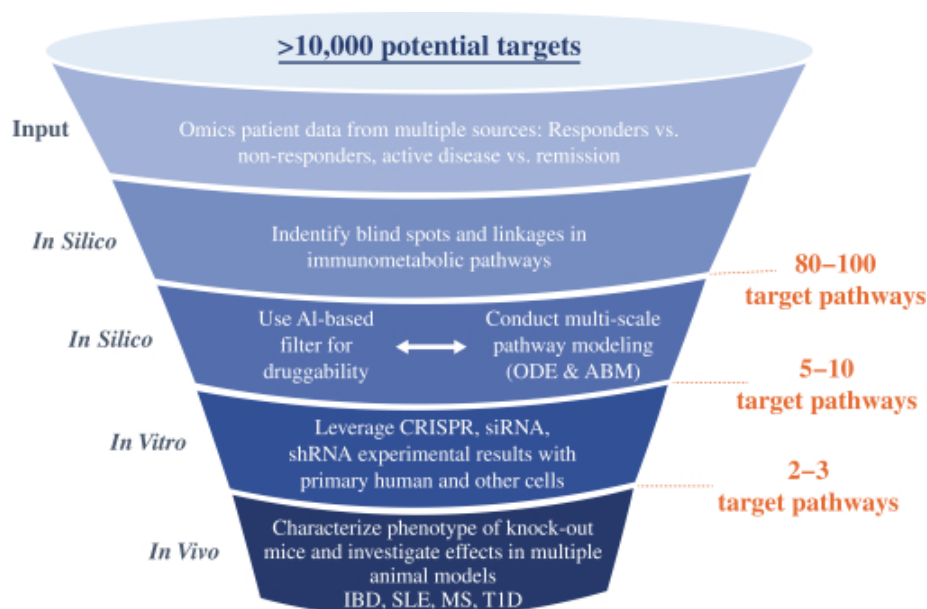 >10,000 potential targets
Input
Omics patient data from multiple sources: Responders vs.
non-responders, active disease vs. remission
In Silico
Indentify blind spots and linkages in
immunometabolic pathways
80–100
target pathways
In Silico
Use AI-based
filter for
druggability
Conduct multi-scale
pathway modeling
(ODE & ABM)
5–10
target pathways
In Vitro
Leverage CRISPR, siRNA,
shRNA experimental results with
primary human and other cells
2–3
target pathways
In Vivo
Characterize phenotype of knock-out
mice and investigate effects in multiple
animal models
IBD, SLE, MS, T1D